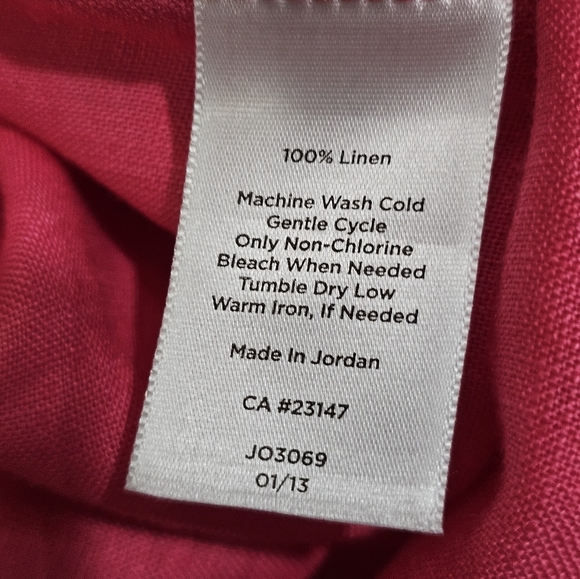 100% Linen
Machine Wash Cold
Gentle Cycle
Only Non-Chlorine
Bleach When Needed
Tumble Dry Low
Warm Iron, If Needed
Made In Jordan
CA #23147
JO3069
01/13